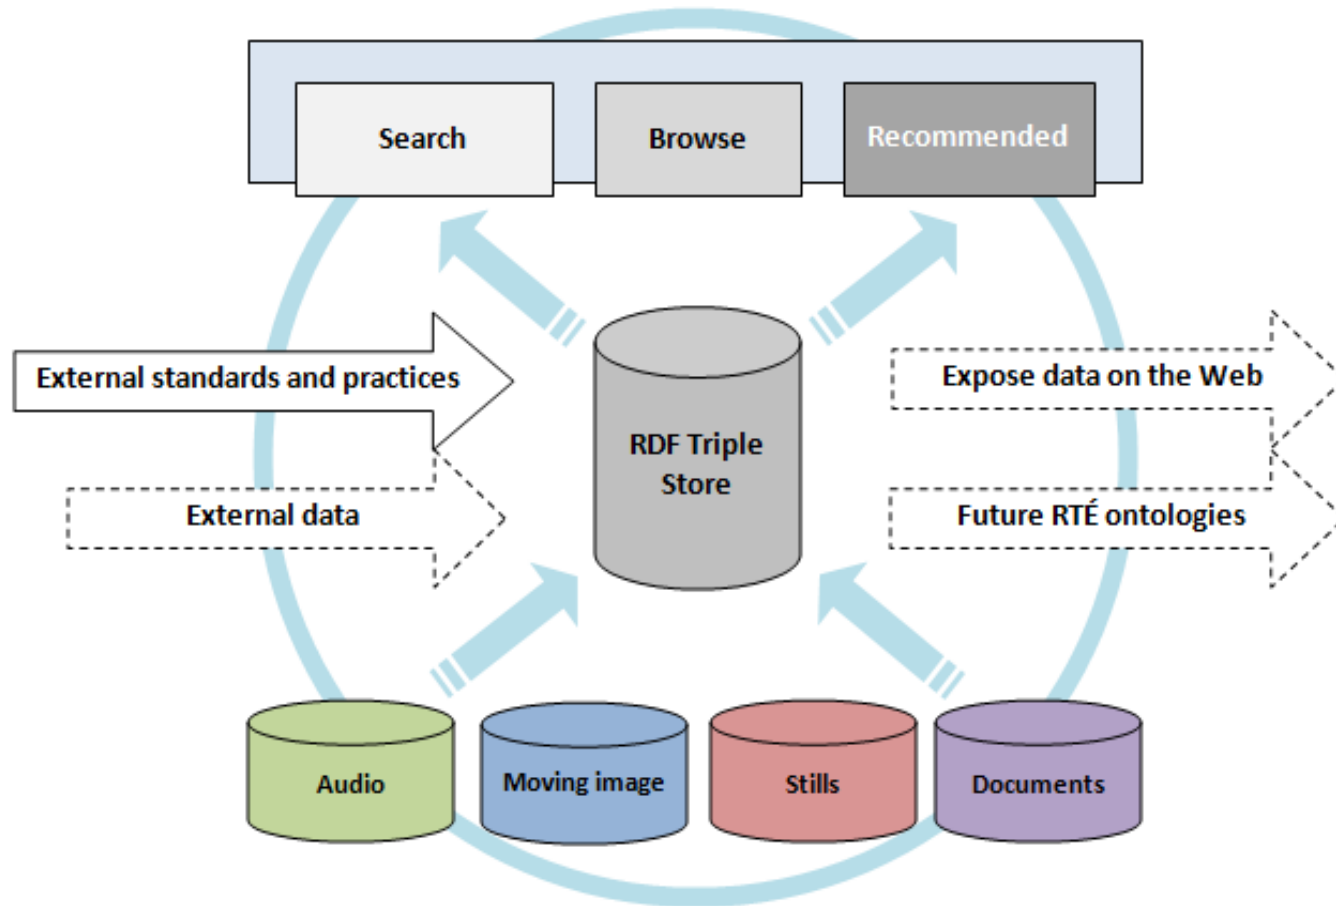 Search
Browse
Recommended
External standards and practices
Expose data on the Web
RDF Triple
Store
External data
Future RTÉ ontologies
Audio
Moving image
Stills
Documents